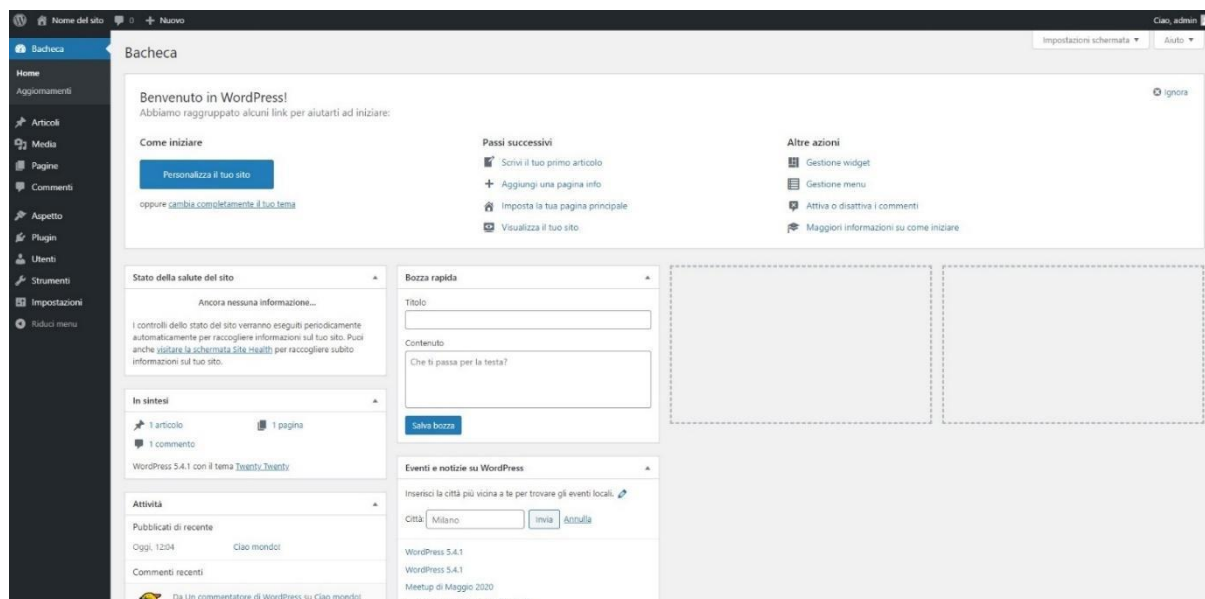 Nome del sito 0 + Nuovo
Ciao, admin
Bacheca
Home
Aggiornamenti
Articoli
Media
Pagine
Commenti
Aspetto
Plugin
Utenti
Strumenti
Impostazioni
Riduci menu
Impostazioni schermata
Aiuto
Bacheca
Benvenuto in WordPress!
Abbiamo raggruppato alcuni link per aiutarti ad iniziare:
Ignora
Come iniziare
Personalizza il tuo sito
oppure cambia completamente il tuo tema
Passi successivi
Scrivi il tuo primo articolo
Aggiungi una pagina info
Imposta la tua pagina principale
Visualizza il tuo sito
Altre azioni
Gestione widget
Gestione menu
Attiva o disattiva i commenti
Maggiori informazioni su come iniziare
Stato della salute del sito
Ancora nessuna informazione...
I controlli dello stato del sito verranno eseguiti periodicamente
automaticamente per raccogliere informazioni sul tuo sito. Puoi
anche visitare la schermata Site Health per raccogliere subito
informazioni sul tuo sito.
In sintesi
1 articolo
1 pagina
1 commento
WordPress 5.4.1 con il tema Twenty Twenty
Attività
Pubblicati di recente
Oggi, 12:04 Ciao mondo!
Commenti recenti
Da Un commentatore di WordPress su Ciao mondo!
Bozza rapida
Titolo
Contenuto
Che ti passa per la testa?
Salva bozza
Eventi e notizie su WordPress
Inserisci la città più vicina a te per trovare gli eventi locali.
Città: Milano Invia Annulla
WordPress 5.4.1
WordPress 5.4.1
Meetup di Maggio 2020